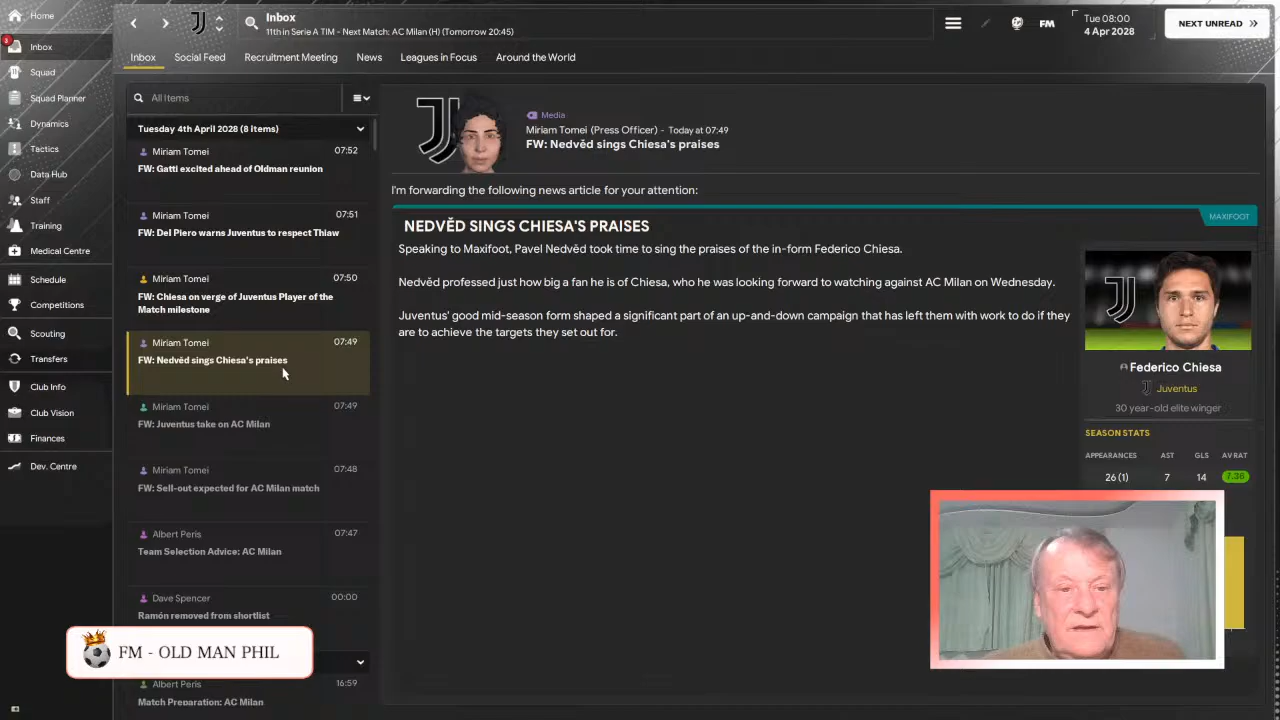 Home
Inbox
3
Inbox
Squad
Squad Planner
Dynamics
Tactics
Data Hub
Staff
Training
Medical Centre
Schedule
Competitions
Scouting
Transfers
Club Info
Club Vision
Finances
Dev. Centre
Inbox
11th in Serie A TIM - Next Match: AC Milan (H) (Tomorrow 20:45)
FM
Tue 08:00
4 Apr 2028
NEXT UNREAD
Inbox Social Feed Recruitment Meeting News Leagues in Focus Around the World
All Items
Tuesday 4th April 2028 (8 Items)
Miriam Tomei 07:52
FW: Gatti excited ahead of Oldman reunion
Miriam Tomei 07:51
FW: Del Piero warns Juventus to respect Thiaw
Miriam Tomei 07:50
FW: Chiesa on verge of Juventus Player of the
Match milestone
Miriam Tomei 07:49
FW: Nedvěd sings Chiesa's praises
Miriam Tomei 07:49
FW: Juventus take on AC Milan
Miriam Tomei 07:48
FW: Sell-out expected for AC Milan match
Albert Peris 07:47
Team Selection Advice: AC Milan
Dave Spencer 00:00
Ramón removed from shortlist
Albert Peris 16:59
Match Preparation: AC Milan
Media
Miriam Tomei (Press Officer) - Today at 07:49
FW: Nedvěd sings Chiesa's praises
I'm forwarding the following news article for your attention:
MAXIFOOT
NEDVĚD SINGS CHIESA'S PRAISES
Speaking to Maxifoot, Pavel Nedvěd took time to sing the praises of the in-form Federico Chiesa.
Nedvěd professed just how big a fan he is of Chiesa, who he was looking forward to watching against AC Milan on Wednesday.
Juventus' good mid-season form shaped a significant part of an up-and-down campaign that has left them with work to do if they
are to achieve the targets they set out for.
Federico Chiesa
Juventus
30 year-old elite winger
SEASON STATS
APPEARANCES AST GLS AV RAT
26 (1) 7 14 7.36
FM - OLD MAN PHIL